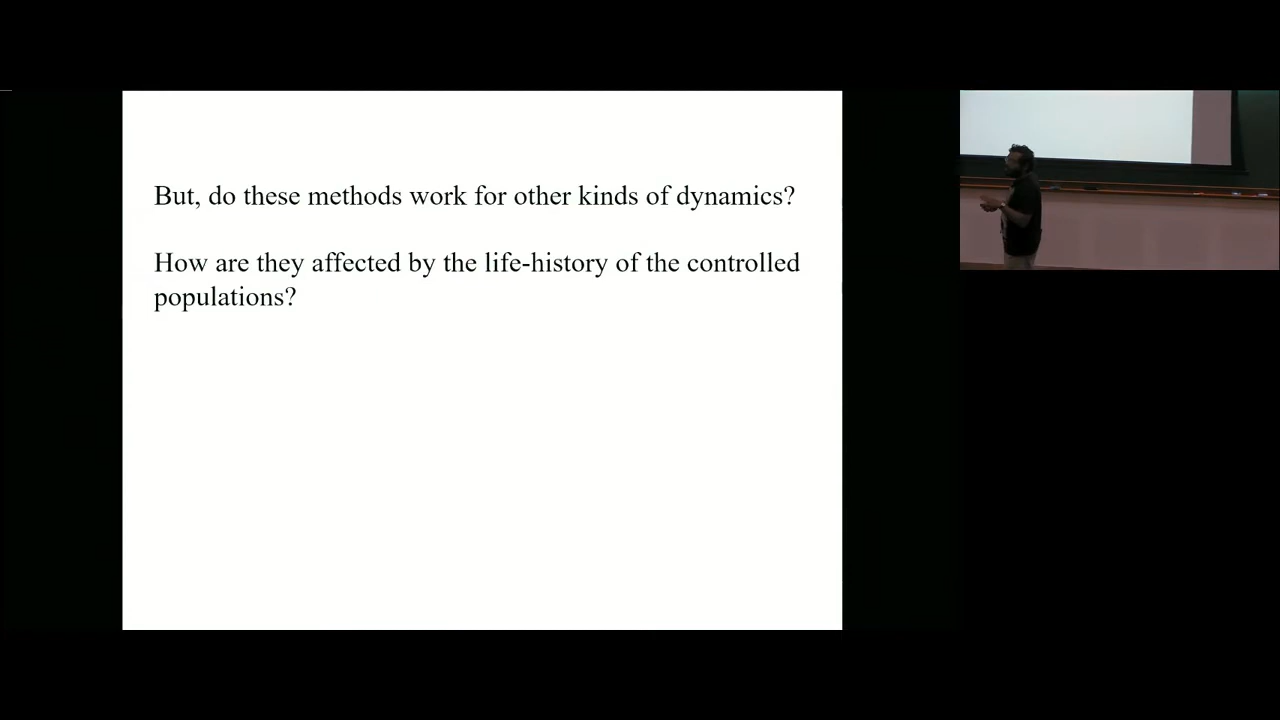 But, do these methods work for other kinds of dynamics?
How are they affected by the life-history of the controlled
populations?